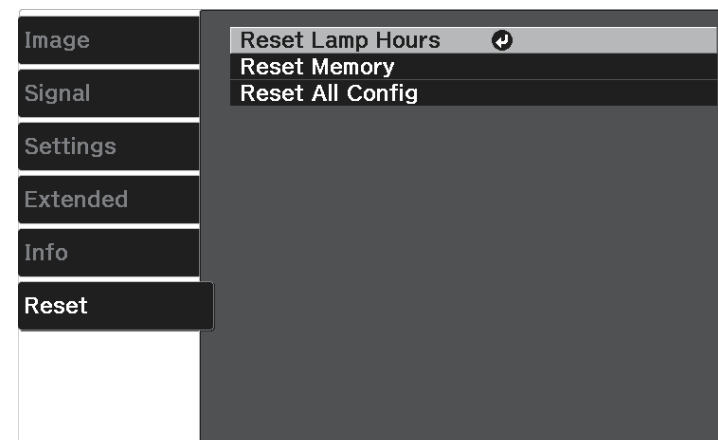 Image
Signal
Settings
Extended
Info
Reset
Reset Lamp Hours
Reset Memory
Reset All Config